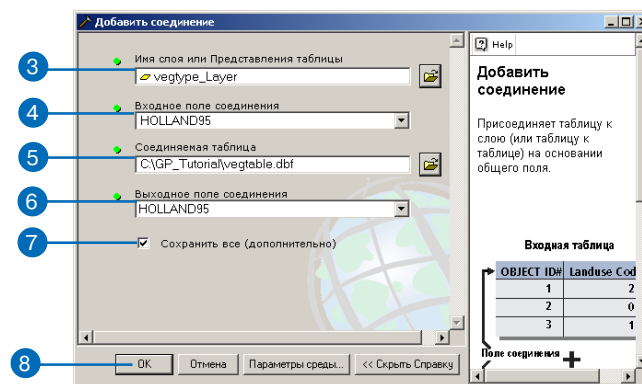 Добавить соединение
3
Имя слоя или Представления таблицы
vegtype_Layer
4
Входное поле соединения
HOLLAND95
5
Соединяемая таблица
C:\GP_Tutorial\vegtable.dbf
6
Выходное поле соединения
HOLLAND95
7
Сохранить все (дополнительно)
8
OK
Отмена
Параметры среды...
<< Скрыть Справку
Help
Добавить
соединение
Присоединяет таблицу к
слою (или таблицу к
таблице) на основании
общего поля.
Входная таблица
OBJECT ID# Landuse Cod
1 2
2 0
3 1
Поле соединения